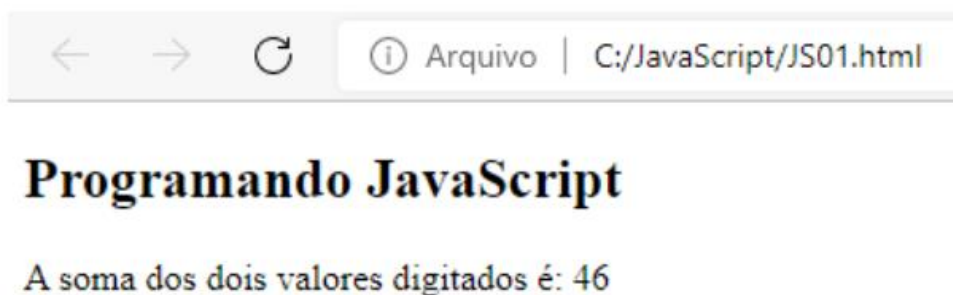 Arquivo | C:/JavaScript/JS01.html
Programando JavaScript
A soma dos dois valores digitados é: 46